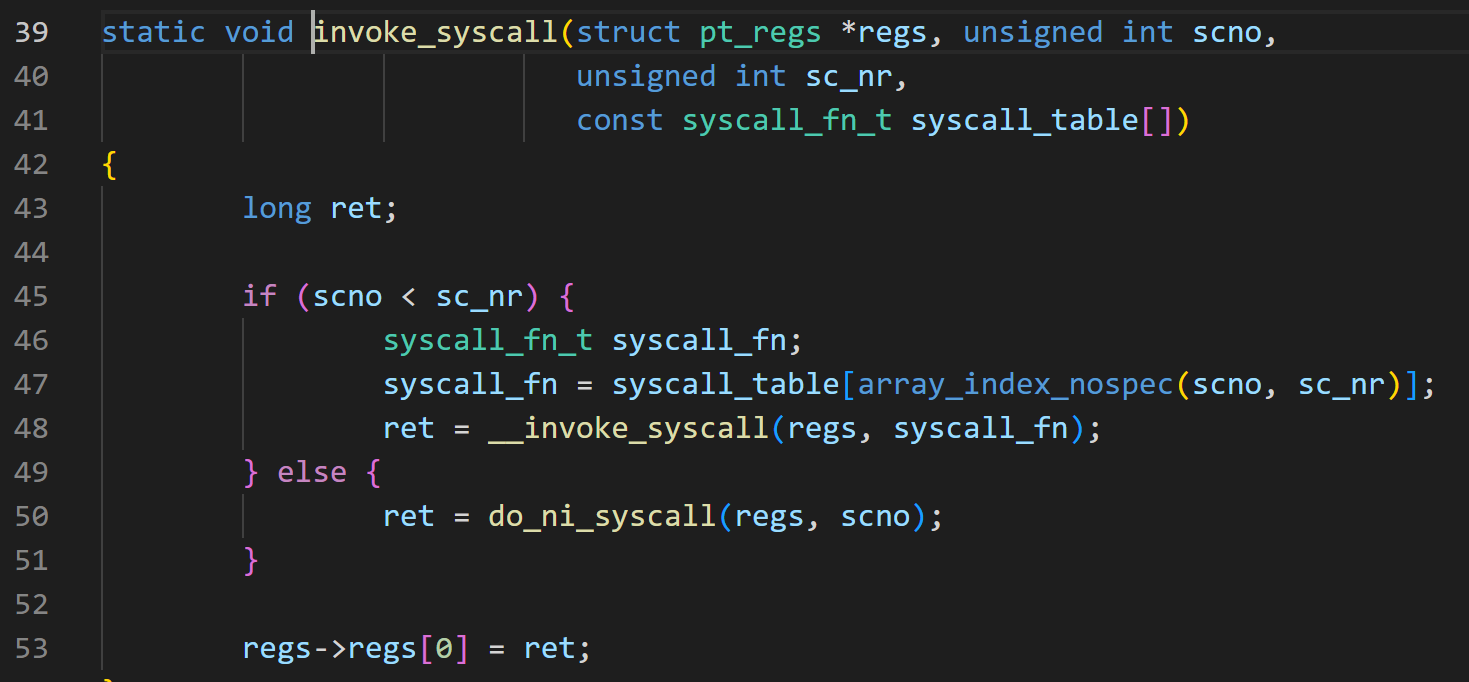 39 static void invoke_syscall(struct pt_regs *regs, unsigned int scno,
40 unsigned int sc_nr,
41 const syscall_fn_t syscall_table[])
42 {
43 long ret;
44
45 if (scno < sc_nr) {
46 syscall_fn_t syscall_fn;
47 syscall_fn = syscall_table[array_index_nospec(scno, sc_nr)];
48 ret = __invoke_syscall(regs, syscall_fn);
49 } else {
50 ret = do_ni_syscall(regs, scno);
51 }
52
53 regs->regs[0] = ret;